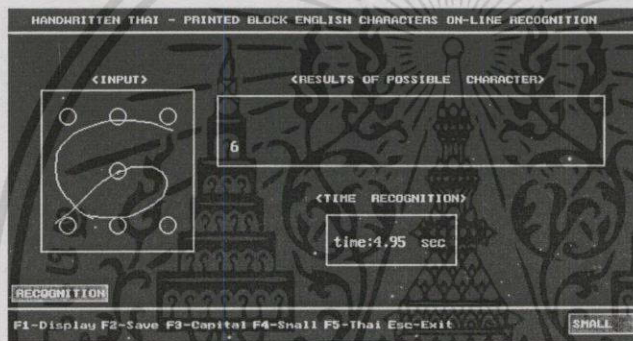 HANDWRITTEN THAI - PRINTED BLOCK ENGLISH CHARACTERS ON-LINE RECOGNITION
<INPUT>
<RESULTS OF POSSIBLE CHARACTER>
6
<TIME RECOGNITION>
time:4.95 sec
RECOGNITION
F1-Display F2-Save F3-Capital F4-Small F5-Thai Esc-Exit
SMALL